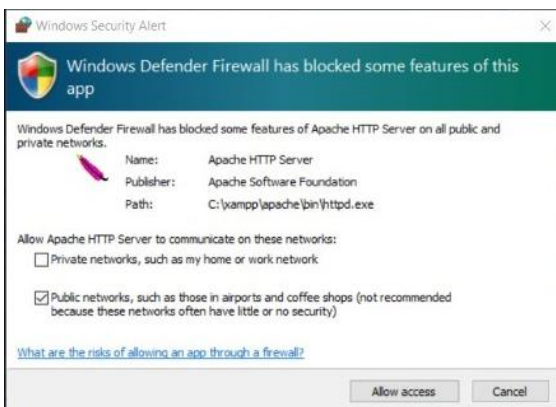 Windows Security Alert
Windows Defender Firewall has blocked some features of this
app
Windows Defender Firewall has blocked some features of Apache HTTP Server on all public and
private networks.
Name: Apache HTTP Server
Publisher: Apache Software Foundation
Path: C:\xampp\apache\bin\httpd.exe
Allow Apache HTTP Server to communicate on these networks:
Private networks, such as my home or work network
Public networks, such as those in airports and coffee shops (not recommended
because these networks often have little or no security)
What are the risks of allowing an app through a firewall?
Allow access Cancel